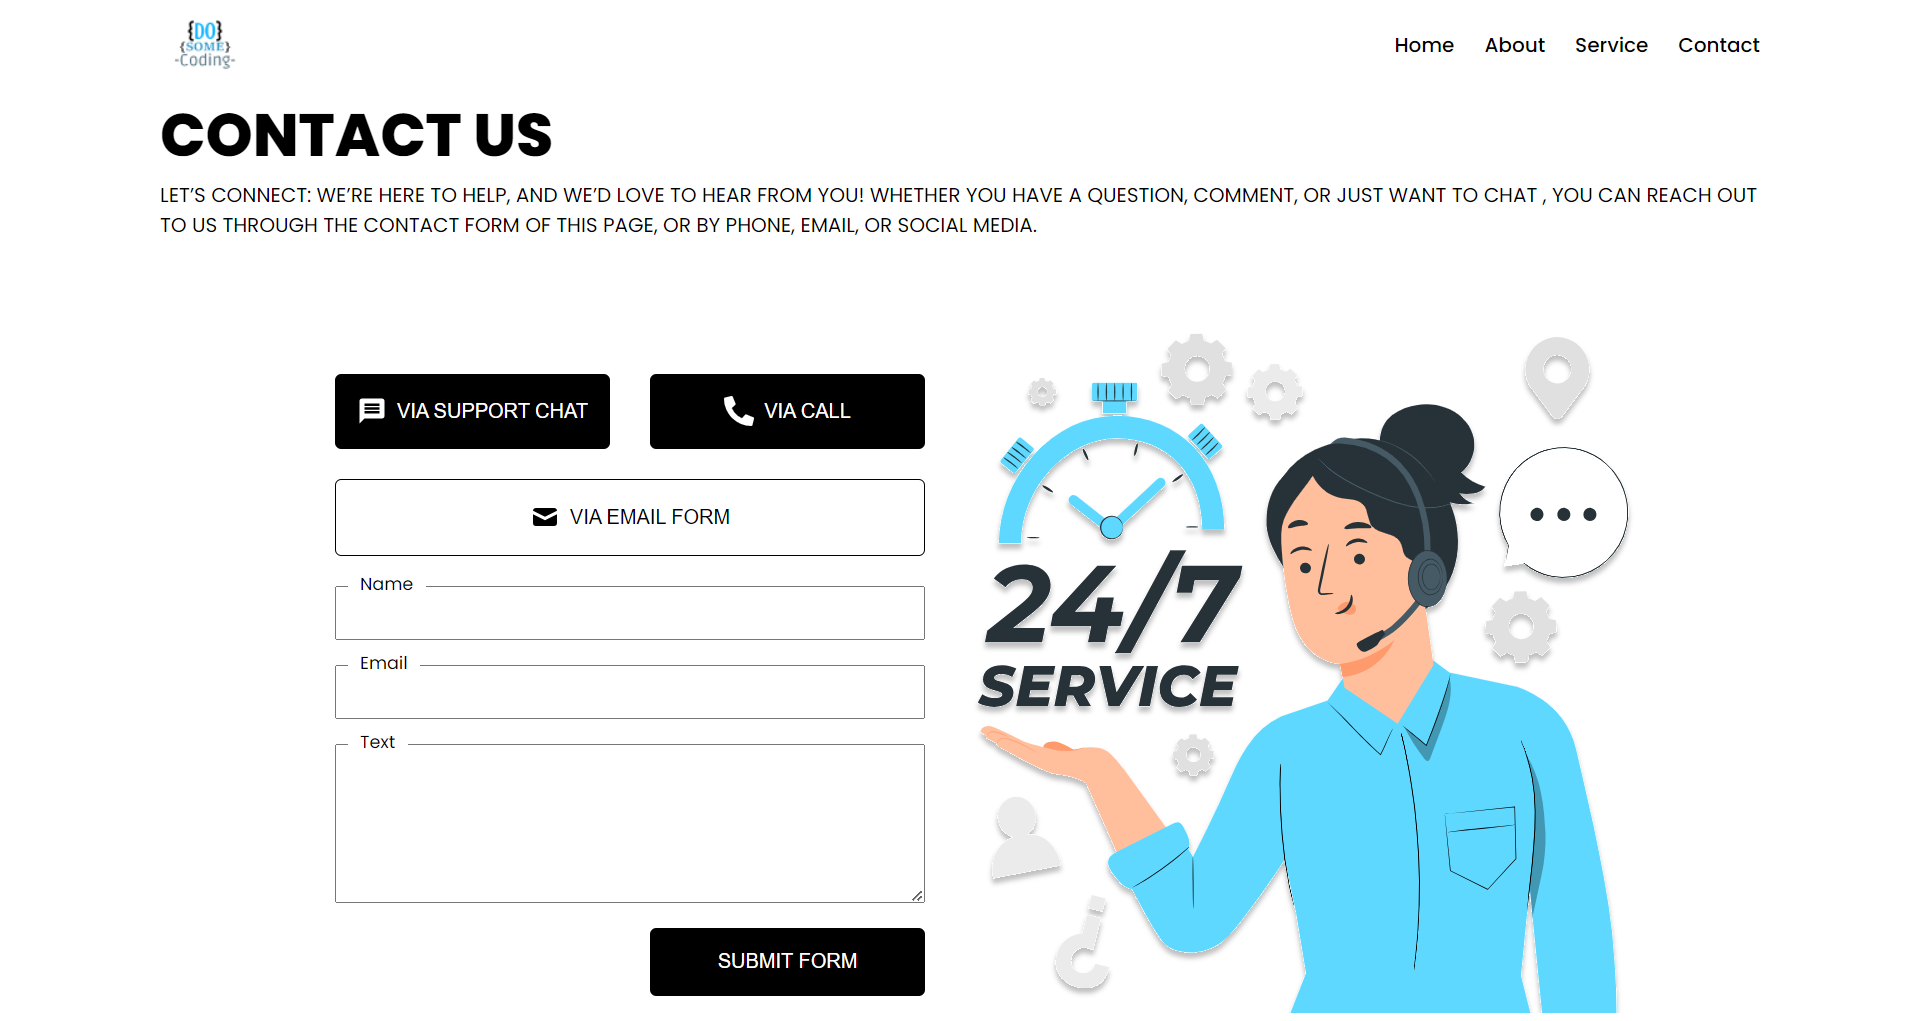 {DO}
{SOME}
-Coding-
Home About Service Contact
CONTACT US
LET’S CONNECT: WE’RE HERE TO HELP, AND WE’D LOVE TO HEAR FROM YOU! WHETHER YOU HAVE A QUESTION, COMMENT, OR JUST WANT TO CHAT , YOU CAN REACH OUT
TO US THROUGH THE CONTACT FORM OF THIS PAGE, OR BY PHONE, EMAIL, OR SOCIAL MEDIA.
VIA SUPPORT CHAT
VIA CALL
VIA EMAIL FORM
Name
Email
Text
SUBMIT FORM
24/7
SERVICE